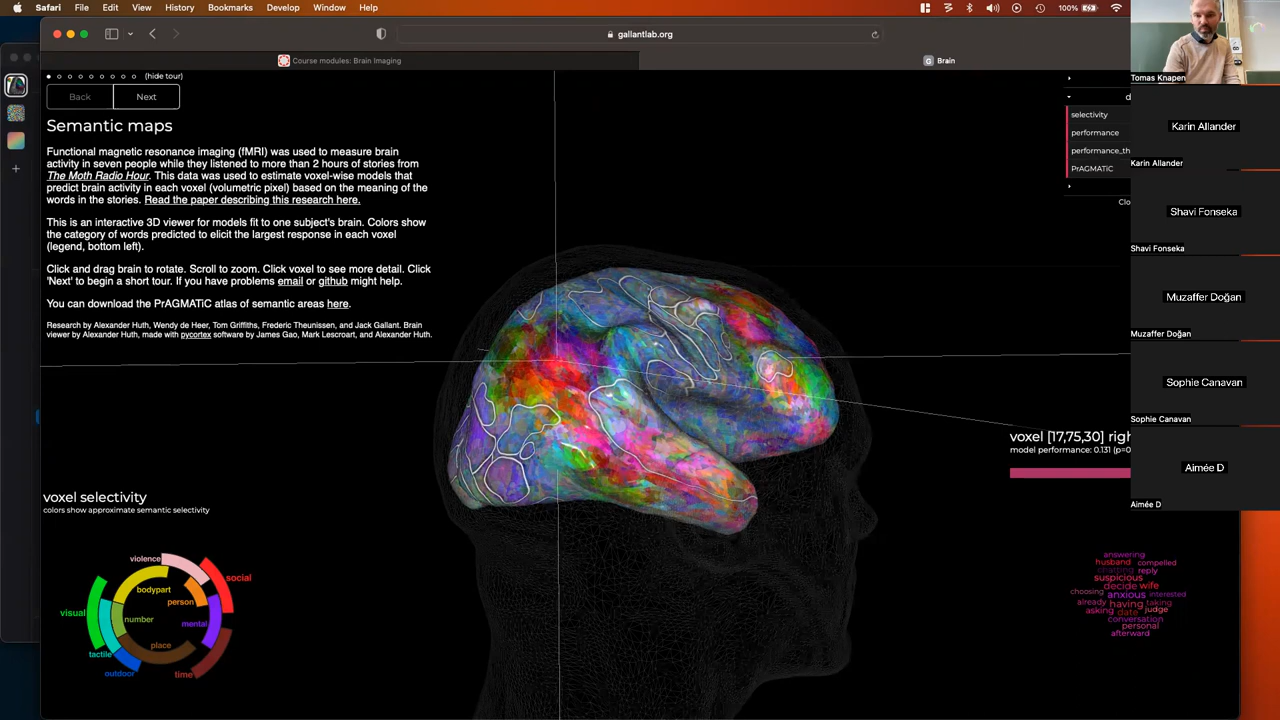 Safari File Edit View History Bookmarks Develop Window Help 100%
gallantlab.org
Course modules: Brain Imaging
G Brain
(hide tour)
Back Next
Semantic maps
Functional magnetic resonance imaging (fMRI) was used to measure brain
activity in seven people while they listened to more than 2 hours of stories from
The Moth Radio Hour. This data was used to estimate voxel-wise models that
predict brain activity in each voxel (volumetric pixel) based on the meaning of the
words in the stories. Read the paper describing this research here.
This is an interactive 3D viewer for models fit to one subject's brain. Colors show
the category of words predicted to elicit the largest response in each voxel
(legend, bottom left).
Click and drag brain to rotate. Scroll to zoom. Click voxel to see more detail. Click
'Next' to begin a short tour. If you have problems email or github might help.
You can download the PrAGMATiC atlas of semantic areas here.
Research by Alexander Huth, Wendy de Heer, Tom Griffiths, Frederic Theunissen, and Jack Gallant. Brain
viewer by Alexander Huth, made with pycortex software by James Gao, Mark Lescroart, and Alexander Huth.
d
selectivity
performance
performance_th
PrAGMATiC
Clo
voxel [17,75,30] righ
model performance: 0.131 (p=0
voxel selectivity
colors show approximate semantic selectivity
violence
social
bodypart
person
visual
number
mental
place
tactile
outdoor
time
answering
husband compelled
chatting reply
suspicious
decide wife
choosing anxious interested
already having taking
asking date judge
conversation
personal
afterward
Tomas Knapen
Karin Allander
Karin Allander
Shavi Fonseka
Shavi Fonseka
Muzaffer Doğan
Muzaffer Doğan
Sophie Canavan
Sophie Canavan
Aimée D
Aimée D